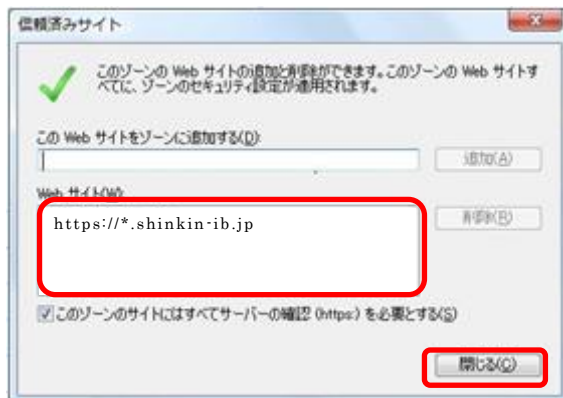 信頼済みサイト
このゾーンの Web サイトの追加と削除ができます。このゾーンの Web サイトす
べてに、ゾーンのセキュリティ設定が適用されます。
この Web サイトをゾーンに追加する(D):
追加(A)
Web サイト(W):
https://*.shinkin-ib.jp
削除(R)
このゾーンのサイトにはすべてサーバーの確認 (https:) を必要とする(S)
閉じる(C)